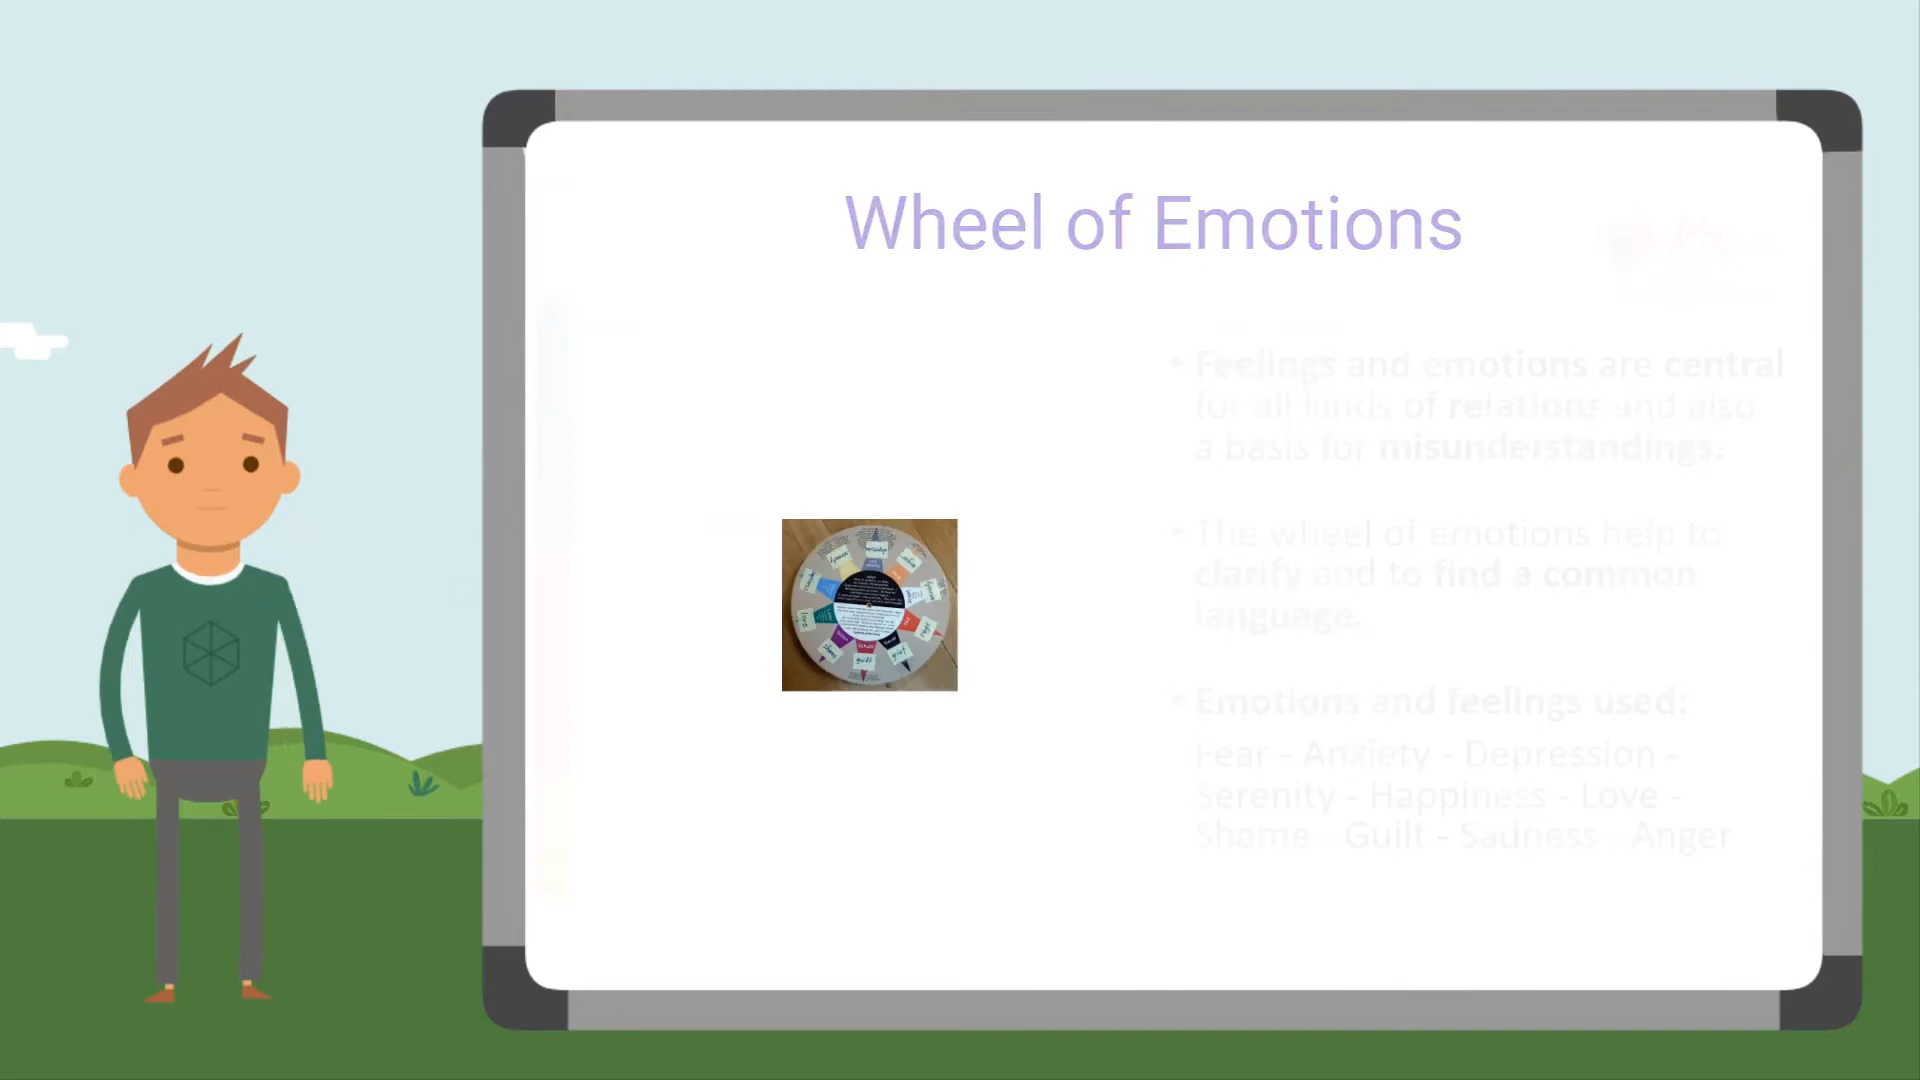 Wheel of Emotions
• Feelings and emotions are central
for all kinds of relations and also
a basis for misunderstandings.
• The wheel of emotions help to
clarify and to find a common
language.
• Emotions and feelings used:
Fear - Anxiety - Depression -
Serenity - Happiness - Love -
Shame - Guilt - Sadness - Anger